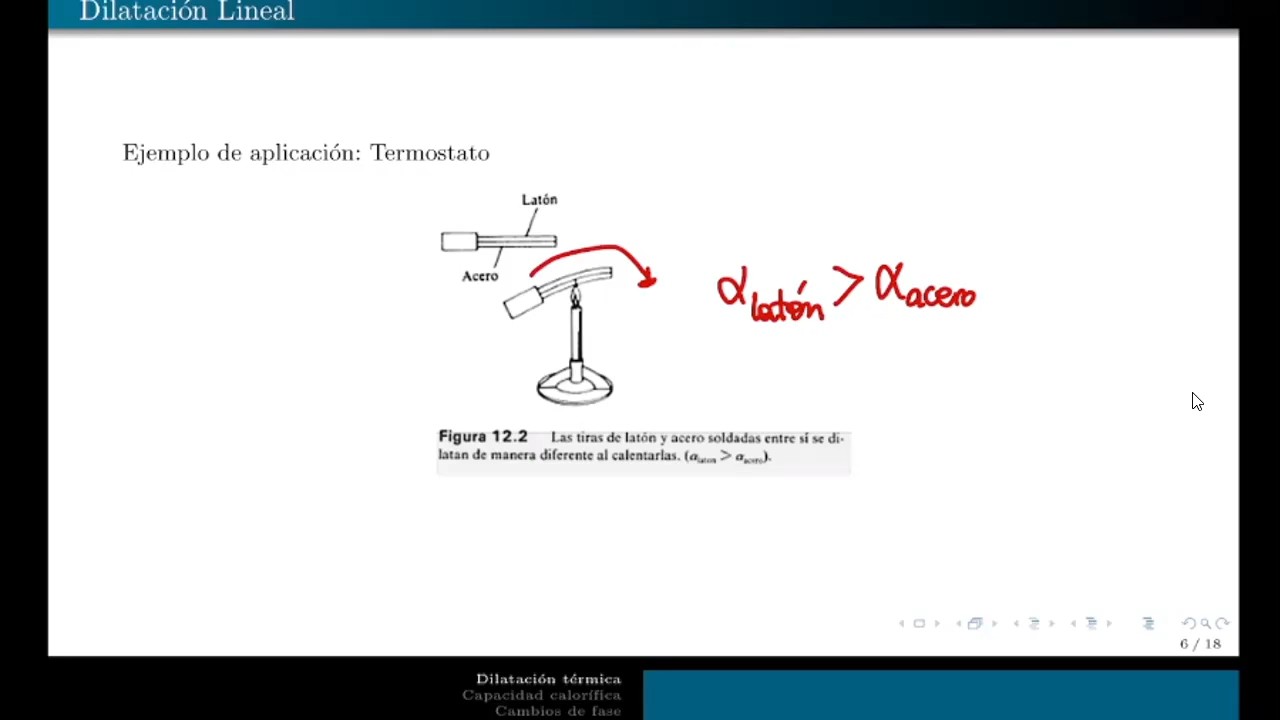 Dilatación Lineal
Ejemplo de aplicación: Termostato
Latón
Acero
α latón > α acero
Figura 12.2 Las tiras de latón y acero soldadas entre sí se di-
latan de manera diferente al calentarlas. (α laton > α acero).
6 / 18
Dilatación térmica
Capacidad calorífica
Cambios de fase